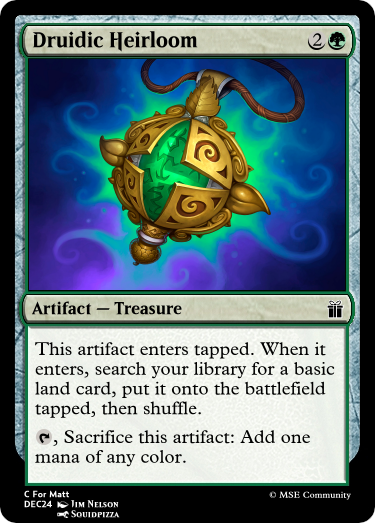 Druidic Heirloom 2
Artifact — Treasure
This artifact enters tapped. When it
enters, search your library for a basic
land card, put it onto the battlefield
tapped, then shuffle.
, Sacrifice this artifact: Add one
mana of any color.
C For Matt
DEC24 Jim Nelson
Squidpizza
© MSE Community